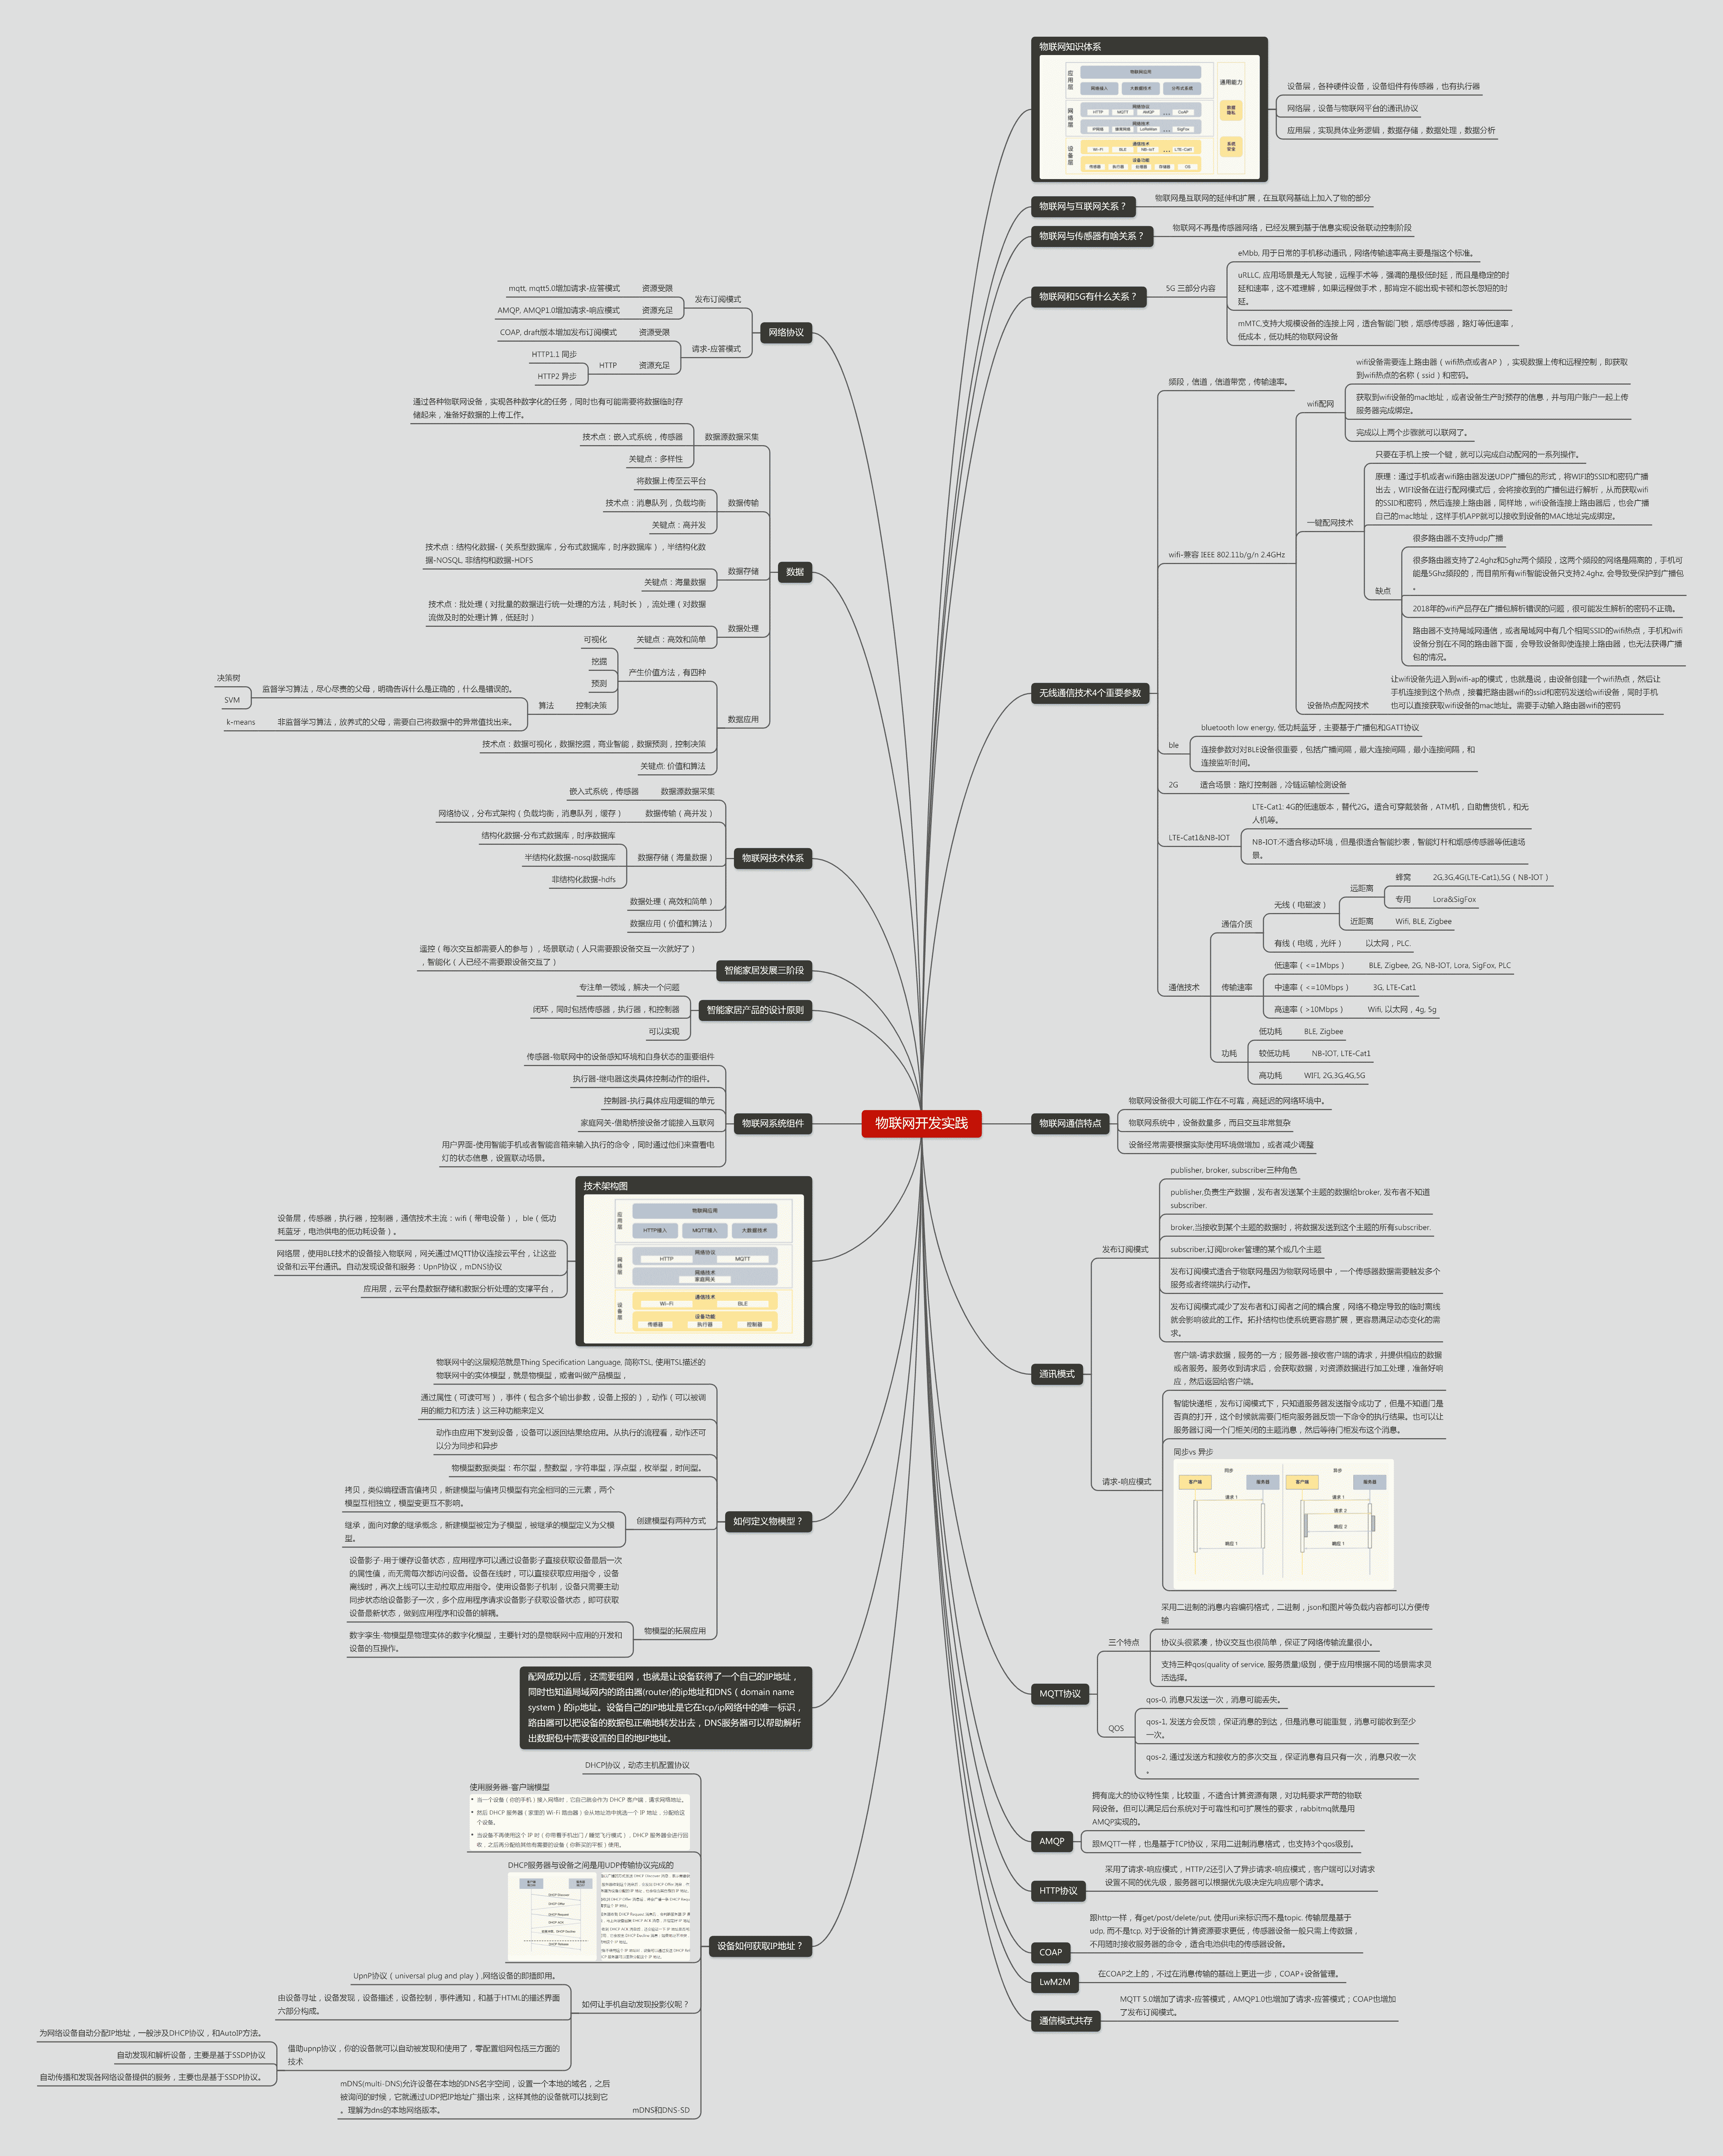 物联网开发实践
物联网知识体系
应用层
物联网应用
网络接入
大数据技术
分布式系统
网络层
网络协议
HTTP
MQTT
AMQP
...
CoAP
网络技术
IP网络
蜂窝网络
LoRaWan
...
SigFox
设备层
通信技术
Wi-Fi
BLE
NB-IoT
...
LTE-Cat1
设备功能
传感器
执行器
处理器
存储器
OS
通用能力
数据
隐私
系统
安全
设备层，各种硬件设备，设备组件有传感器，也有执行器
网络层，设备与物联网平台的通讯协议
应用层，实现具体业务逻辑，数据存储，数据处理，数据分析
物联网与互联网关系？
物联网是互联网的延伸和扩展，在互联网基础上加入了物的部分
物联网与传感器有啥关系？
物联网不再是传感器网络，已经发展到基于信息实现设备联动控制阶段
物联网和5G有什么关系？
5G 三部分内容
eMbb, 用于日常的手机移动通讯，网络传输速率高主要是指这个标准。
uRLLC, 应用场景是无人驾驶，远程手术等，强调的是极低时延，而且是稳定的时
延和速率，这不难理解，如果远程做手术，那肯定不能出现卡顿和忽长忽短的时
延。
mMTC,支持大规模设备的连接上网，适合智能门锁，烟感传感器，路灯等低速率，
低成本，低功耗的物联网设备
无线通信技术4个重要参数
频段，信道，信道带宽，传输速率。
wifi-兼容 IEEE 802.11b/g/n 2.4GHz
wifi配网
wifi设备需要连上路由器（wifi热点或者AP），实现数据上传和远程控制，即获取
到wifi热点的名称（ssid）和密码。
获取到wifi设备的mac地址，或者设备生产时预存的信息，并与用户账户一起上传
服务器完成绑定。
完成以上两个步骤就可以联网了。
一键配网技术
只要在手机上按一个键，就可以完成启动配网的一系列操作。
原理：通过手机或者wifi路由器发送UDP广播包的形式，将WIFI的SSID和密码广播
出去，WIFI设备在进行配网模式后，会将接收到的广播包进行解析，从而获取wifi
的SSID和密码，然后连接上路由器，同样地，wifi设备连接上路由器后，也会广播
自己的mac地址，这样手机APP就可以接收到设备的MAC地址完成绑定。
缺点
很多路由器不支持udp广播
很多路由器支持了2.4ghz和5ghz两个频段，这两个频段的网络是隔离的，手机可
能是5Ghz频段的，而目前所有wifi智能设备只支持2.4ghz, 会导致受保护到广播包
。
2018年的wifi产品存在广播包解析错误的问题，很可能发生解析的密码不正确。
路由器不支持局域网通信，或者局域网中有几个相同SSID的wifi热点，手机和wifi
设备分别在不同的路由器下面，会导致设备即使连接上路由器，也无法获得广播
包的情况。
设备热点配网技术
让wifi设备先进入到wifi-ap的模式，也就是说，由设备创建一个wifi热点，然后让
手机连接到这个热点，接着把路由器wifi的ssid和密码发送给wifi设备，同时手机
也可以直接获取wifi设备的mac地址。需要手动输入路由器wifi的密码
ble
bluetooth low energy, 低功耗蓝牙，主要基于广播包和GATT协议
连接参数对对BLE设备很重要，包括广播间隔，最大连接间隔，最小连接间隔，和
连接监听时间。
2G
适合场景：路灯控制器，冷链运输检测设备
LTE-Cat1&NB-IOT
LTE-Cat1: 4G的低速版本，替代2G。适合可穿戴装备，ATM机，自助售货机，和无
人机等。
NB-IOT:不适合移动环境，但是很适合智能抄表，智能灯杆和烟感传感器等低速场
景。
通信技术
通信介质
无线（电磁波）
远距离
蜂窝
2G,3G,4G(LTE-Cat1),5G（NB-IOT）
专用
Lora&SigFox
近距离
Wifi, BLE, Zigbee
有线（电缆，光纤）
以太网，PLC.
传输速率
低速率（<=1Mbps）
BLE, Zigbee, 2G, NB-IOT, Lora, SigFox, PLC
中速率（<=10Mbps）
3G, LTE-Cat1
高速率（>10Mbps）
Wifi, 以太网，4g, 5g
功耗
低功耗
BLE, Zigbee
较低功耗
NB-IOT, LTE-Cat1
高功耗
WIFI, 2G,3G,4G,5G
物联网通信特点
物联网设备很大可能工作在不可靠，高延迟的网络环境中。
物联网系统中，设备数量多，而且交互非常复杂
设备经常需要根据实际使用环境做增加，或者减少调整
通讯模式
发布订阅模式
publisher, broker, subscriber三种角色
publisher,负责生产数据，发布者发送某个主题的数据给broker, 发布者不知道
subscriber.
broker,当接收到某个主题的数据时，将数据发送到这个主题的所有subscriber.
subscriber,订阅broker管理的某个或几个主题
发布订阅模式适合于物联网是因为物联网场景中，一个传感器数据需要触发多个
服务或者终端执行动作。
发布订阅模式减少了发布者和订阅者之间的耦合度，网络不稳定导致的临时离线
就会影响彼此的工作。拓扑结构也使系统更容易扩展，更容易满足动态变化的需
求。
请求-响应模式
客户端-请求数据，服务的一方；服务器-接收客户端的请求，并提供相应的数据
或者服务。服务收到请求后，会获取数据，对资源数据进行加工处理，准备好响
应，然后返回给客户端。
智能快递柜，发布订阅模式下，只知道服务器发送指令成功了，但是不知道门是
否真的打开，这个时候就需要门柜向服务器反馈一下命令的执行结果。也可以让
服务器订阅一个门柜关闭的主题消息，然后等待门柜发布这个消息。
同步vs 异步
同步
客户端
服务器
请求 1
响应 1
异步
客户端
服务器
请求 1
请求 2
响应 2
响应 1
MQTT协议
三个特点
采用二进制的消息内容编码格式，二进制，json和图片等负载内容都可以方便传
输
协议头很紧凑，协议交互也很简单，保证了网络传输流量很小。
支持三种qos(quality of service, 服务质量)级别，便于应用根据不同的场景需求灵
活选择。
QOS
qos-0, 消息只发送一次，消息可能丢失。
qos-1, 发送方会反馈，保证消息的到达，但是消息可能重复，消息可能收到至少
一次。
qos-2, 通过发送方和接收方的多次交互，保证消息有且只有一次，消息只收一次
。
AMQP
拥有庞大的协议特性集，比较重，不适合计算资源有限，对功耗要求严苛的物联
网设备。但可以满足后台系统对于可靠性和可扩展性的要求，rabbitmq就是用
AMQP实现的。
跟MQTT一样，也是基于TCP协议，采用二进制消息格式，也支持3个qos级别。
HTTP协议
采用了请求-响应模式，HTTP/2还引入了异步请求-响应模式，客户端可以对请求
设置不同的优先级，服务器可以根据优先级决定先响应哪个请求。
COAP
跟http一样，有get/post/delete/put, 使用uri来标识而不是topic. 传输层是基于
udp, 而不是tcp, 对于设备的计算资源要求更低，传感器设备一般只需上传数据，
不用随时接收服务器的命令，适合电池供电的传感器设备。
LwM2M
在COAP之上的，不过在消息传输的基础上更进一步，COAP+设备管理。
通信模式共存
MQTT 5.0增加了请求-应答模式，AMQP1.0也增加了请求-应答模式；COAP也增加
了发布订阅模式。
网络协议
发布订阅模式
资源受限
mqtt, mqtt5.0增加请求-应答模式
资源充足
AMQP, AMQP1.0增加请求-响应模式
请求-应答模式
资源受限
COAP, draft版本增加发布订阅模式
资源充足
HTTP
HTTP1.1 同步
HTTP2 异步
数据
数据源数据采集
通过各种物联网设备，实现各种数字化的任务，同时也有可能需要将数据临时存
储起来，准备好数据的上传工作。
技术点：嵌入式系统，传感器
关键点：多样性
数据传输
将数据上传至云平台
技术点：消息队列，负载均衡
关键点：高并发
数据存储
技术点：结构化数据-（关系型数据库，分布式数据库，时序数据库），半结构化数
据-NOSQL, 非结构和数据-HDFS
关键点：海量数据
数据处理
技术点：批处理（对批量的数据进行统一处理的方法，耗时长），流处理（对数据
流做及时的处理计算，低延时）
关键点：高效和简单
数据应用
产生价值方法，有四种
可视化
挖掘
预测
控制决策
算法
监督学习算法，尽心尽责的父母，明确告诉什么是正确的，什么是错误的。
决策树
SVM
非监督学习算法，放养式的父母，需要自己将数据中的异常值找出来。
k-means
技术点：数据可视化，数据挖掘，商业智能，数据预测，控制决策
关键点: 价值和算法
物联网技术体系
数据源数据采集
嵌入式系统，传感器
数据传输（高并发）
网络协议，分布式架构（负载均衡，消息队列，缓存）
数据存储（海量数据）
结构化数据-分布式数据库，时序数据库
半结构化数据-nosql数据库
非结构化数据-hdfs
数据处理（高效和简单）
数据应用（价值和算法）
智能家居发展三阶段
遥控（每次交互都需要人的参与），场景联动（人只需要跟设备交互一次就好了）
，智能化（人已经不需要跟设备交互了）
智能家居产品的设计原则
专注单一领域，解决一个问题
闭环，同时包括传感器，执行器，和控制器
可以实现
物联网系统组件
传感器-物联网中的设备感知环境和自身状态的重要组件
执行器-继电器这类具体控制动作的组件。
控制器-执行具体应用逻辑的单元
家庭网关-借助桥接设备才能接入互联网
用户界面-使用智能手机或者智能音箱来输入执行的命令，同时通过他们来查看电
灯的状态信息，设置联动场景。
技术架构图
应用层
物联网应用
HTTP接入
MQTT接入
大数据技术
网络层
网络协议
HTTP
MQTT
网络技术
家庭网关
设备层
通信技术
Wi-Fi
BLE
设备功能
传感器
执行器
控制器
设备层，传感器，执行器，控制器，通信技术主流：wifi（带电设备）， ble（低功
耗蓝牙，电池供电的低功耗设备）。
网络层，使用BLE技术的设备接入物联网，网关通过MQTT协议连接云平台，让这些
设备和云平台通讯。自动发现设备和服务：UpnP协议，mDNS协议
应用层，云平台是数据存储和数据分析处理的支撑平台，
如何定义物模型？
物联网中的这层规范就是Thing Specification Language, 简称TSL, 使用TSL描述的
物联网中的实体模型，就是物模型，或者叫做产品模型，
通过属性（可读可写），事件（包含多个输出参数，设备上报的），动作（可以被调
用的能力和方法）这三种功能来定义
动作由应用下发到设备，设备可以返回结果给应用。从执行的流程看，动作还可
以分为同步和异步
物模型数据类型：布尔型，整数型，字符串型，浮点型，枚举型，时间型。
创建模型有两种方式
拷贝，类似编程语言值拷贝，新建模型与值拷贝模型有完全相同的三元素，两个
模型互相独立，模型变更互不影响。
继承，面向对象的继承概念，新建模型被定为子模型，被继承的模型定义为父模
型。
物模型的拓展应用
设备影子-用于缓存设备状态，应用程序可以通过设备影子直接获取设备最后一次
的属性值，而无需每次都访问设备。设备在线时，可以直接获取应用指令，设备
离线时，再次上线可以主动拉取应用指令。使用设备影子机制，设备只需要主动
同步状态给设备影子一次，多个应用程序请求设备影子获取设备状态，即可获取
设备最新状态，做到应用程序和设备的解耦。
数字孪生-物模型是物理实体的数字化模型，主要针对的是物联网中应用的开发和
设备的互操作。
配网成功以后，还需要组网，也就是让设备获得了一个自己的IP地址，
同时也知道局域网内的路由器(router)的ip地址和DNS（domain name
system）的ip地址。设备自己的IP地址是它在tcp/ip网络中的唯一标识，
路由器可以把设备的数据包正确地转发出去，DNS服务器可以帮助解析
出数据包中需要设置的目的地IP地址。
设备如何获取IP地址？
DHCP协议，动态主机配置协议
使用服务器-客户端模型
• 当一个设备（你的手机）接入网络时，它自己就会作为 DHCP 客户端，请求网络地址。
• 然后 DHCP 服务器（家里的 Wi-Fi 路由器）会从地址池中挑选一个 IP 地址，分配给这
个设备。
• 当设备不再使用这个 IP 时（你带着手机出门 / 睡觉飞行模式），DHCP 服务器会进行回
收，之后再分配给其他有需要的设备（你新买的平板）使用。
DHCP服务器与设备之间是用UDP传输协议完成的
DHCP Discover
DHCP Offer
DHCP Request
DHCP ACK
DHCP Decline
DHCP Release
如何让手机自动发现投影仪呢？
UpnP协议（universal plug and play）,网络设备的即插即用。
由设备寻址，设备发现，设备描述，设备控制，事件通知，和基于HTML的描述界面
六部分构成。
借助upnp协议，你的设备就可以自动被发现和使用了，零配置组网包括三方面的
技术
为网络设备自动分配IP地址，一般涉及DHCP协议，和AutoIP方法。
自动发现和解析设备，主要是基于SSDP协议
自动传播和发现各网络设备提供的服务，主要也是基于SSDP协议。
mDNS和DNS-SD
mDNS(multi-DNS)允许设备在本地的DNS名字空间，设置一个本地的域名，之后
被询问的时候，它就通过UDP把IP地址广播出来，这样其他的设备就可以找到它
。理解为dns的本地网络版本。